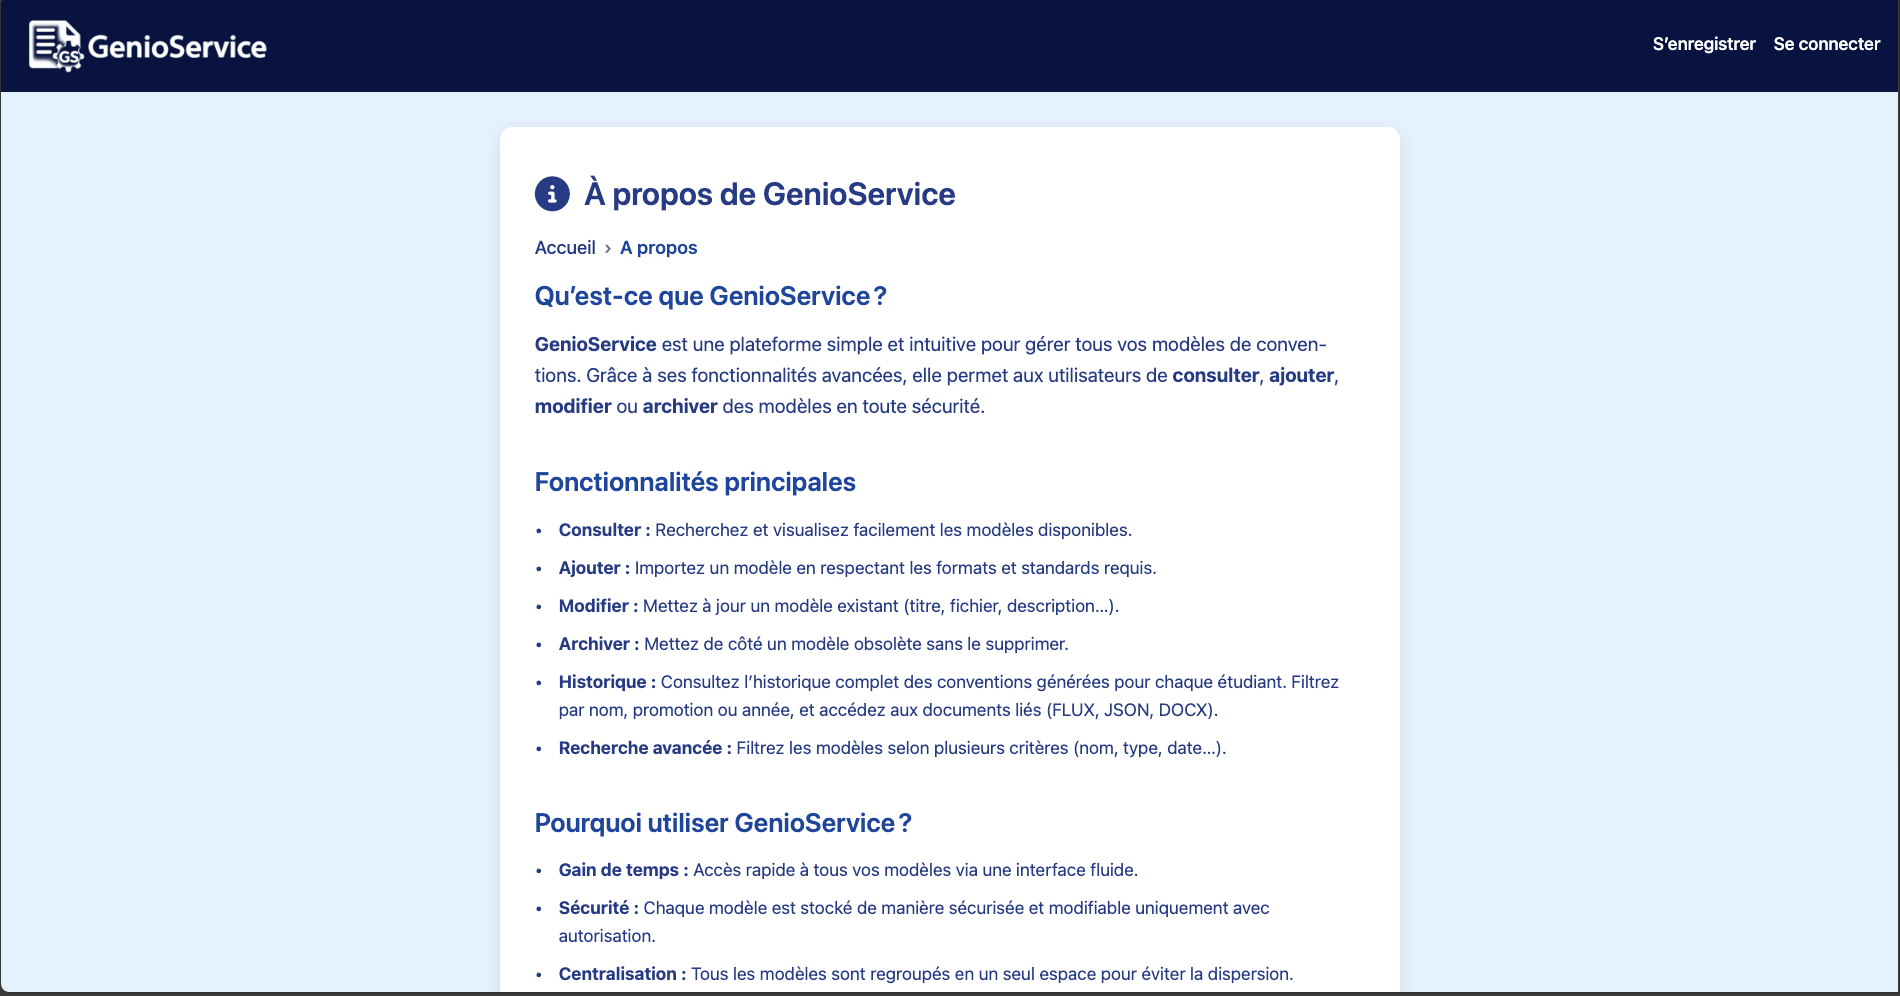 GS GenioService
S’enregistrer Se connecter
À propos de GenioService
Accueil › A propos
Qu’est-ce que GenioService ?
GenioService est une plateforme simple et intuitive pour gérer tous vos modèles de conven-
tions. Grâce à ses fonctionnalités avancées, elle permet aux utilisateurs de consulter, ajouter,
modifier ou archiver des modèles en toute sécurité.
Fonctionnalités principales
• Consulter : Recherchez et visualisez facilement les modèles disponibles.
• Ajouter : Importez un modèle en respectant les formats et standards requis.
• Modifier : Mettez à jour un modèle existant (titre, fichier, description…).
• Archiver : Mettez de côté un modèle obsolète sans le supprimer.
• Historique : Consultez l’historique complet des conventions générées pour chaque étudiant. Filtrez
par nom, promotion ou année, et accédez aux documents liés (FLUX, JSON, DOCX).
• Recherche avancée : Filtrez les modèles selon plusieurs critères (nom, type, date…).
Pourquoi utiliser GenioService ?
• Gain de temps : Accès rapide à tous vos modèles via une interface fluide.
• Sécurité : Chaque modèle est stocké de manière sécurisée et modifiable uniquement avec
autorisation.
• Centralisation : Tous les modèles sont regroupés en un seul espace pour éviter la dispersion.